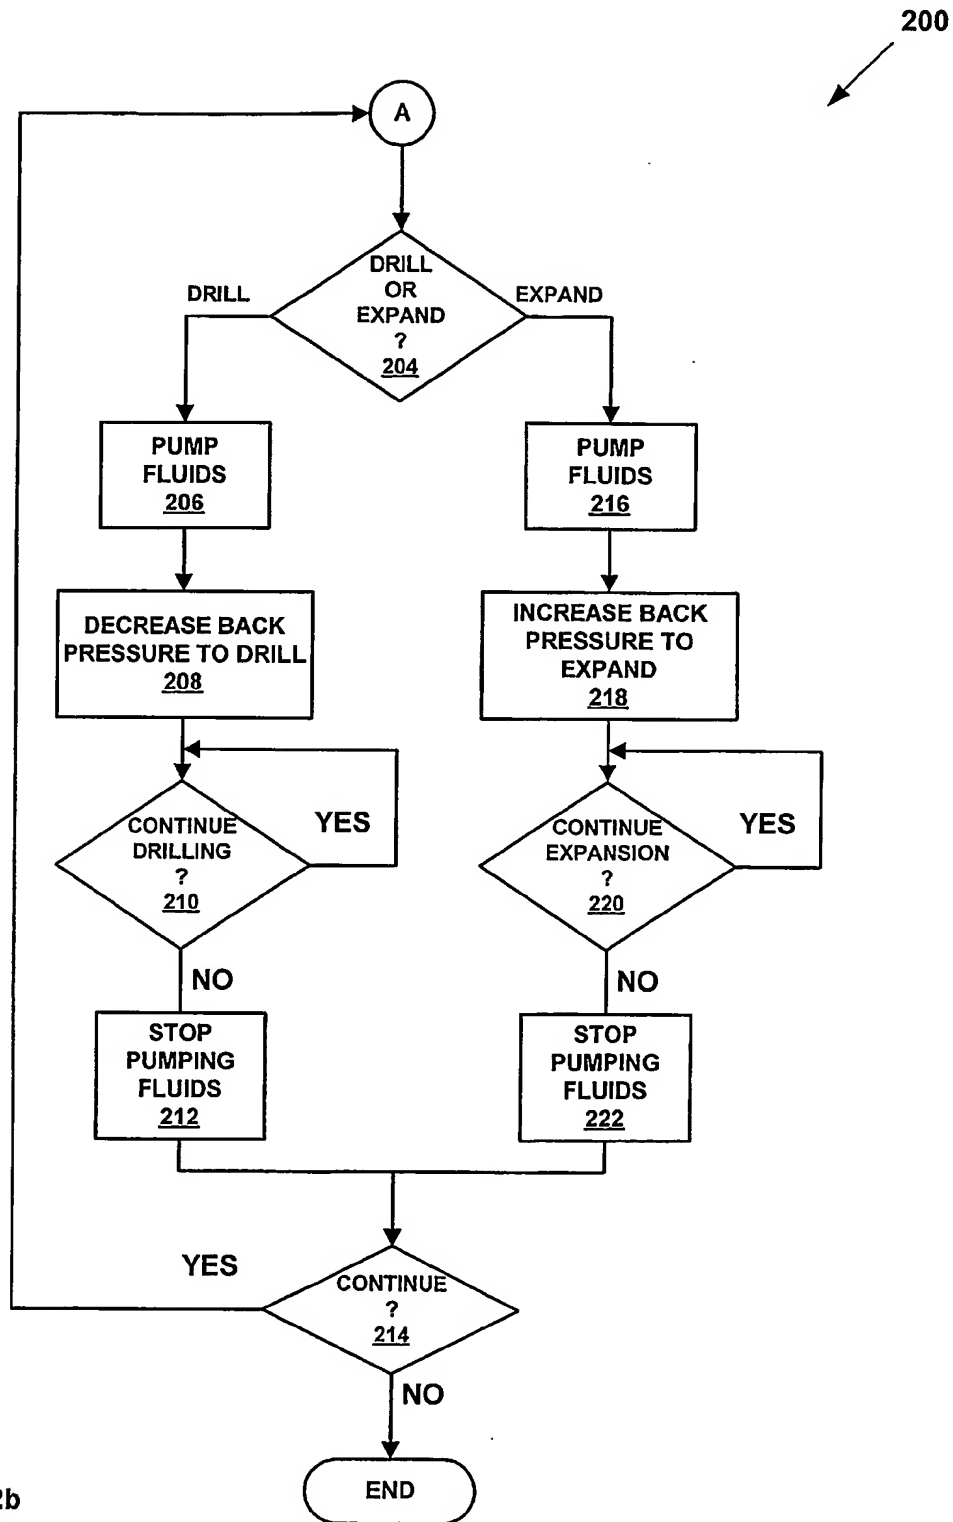 200
A
DRILL
OR
EXPAND
?
204
DRILL
EXPAND
PUMP
FLUIDS
206
PUMP
FLUIDS
216
DECREASE BACK
PRESSURE TO DRILL
208
INCREASE BACK
PRESSURE TO
EXPAND
218
CONTINUE
DRILLING
?
210
YES
CONTINUE
EXPANSION
?
220
YES
NO
NO
STOP
PUMPING
FLUIDS
212
STOP
PUMPING
FLUIDS
222
YES
CONTINUE
?
214
NO
END
2b